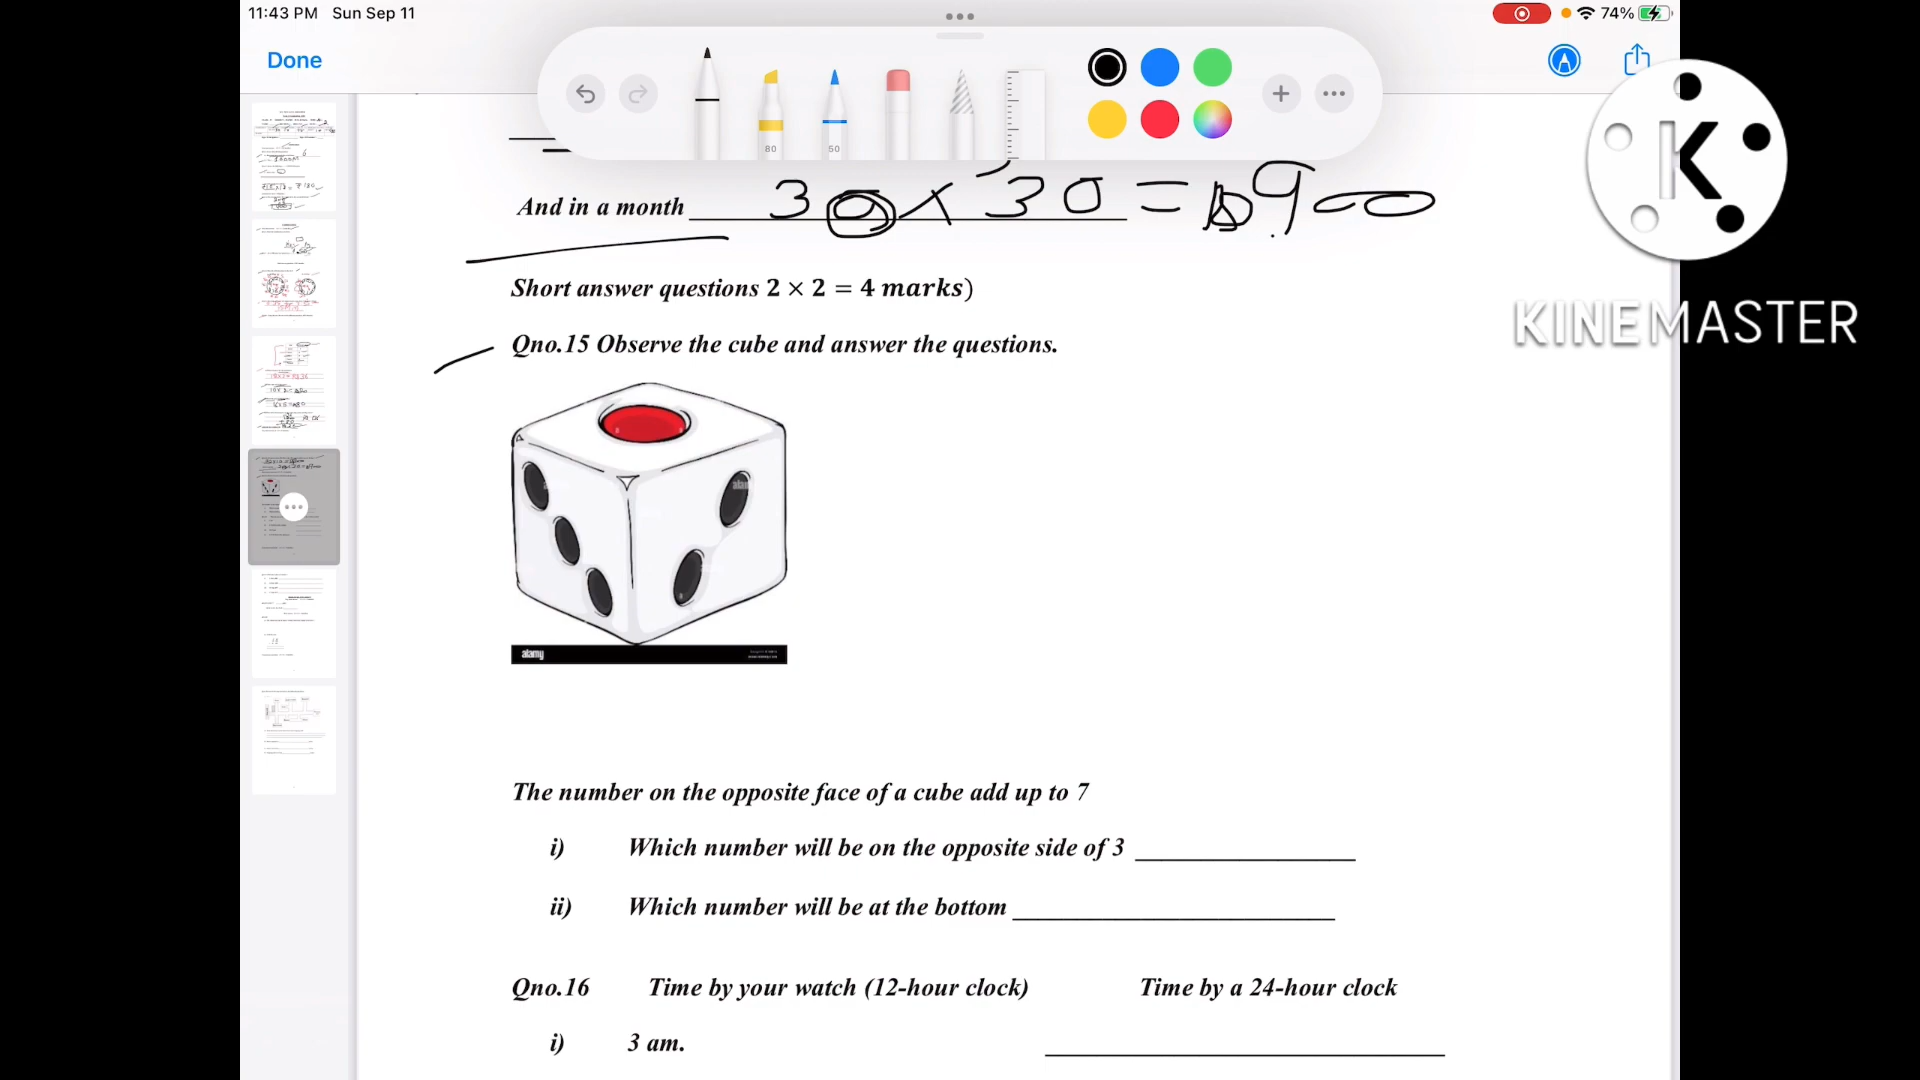 11:43 PM Sun Sep 11
74%
Done
80
50
And in a month 30 × 30 = 900
Short answer questions 2 × 2 = 4 marks)
Qno.15 Observe the cube and answer the questions.
alamy
The number on the opposite face of a cube add up to 7
i) Which number will be on the opposite side of 3
ii) Which number will be at the bottom
Qno.16 Time by your watch (12-hour clock) Time by a 24-hour clock
i) 3 am.
K
KINEMASTER